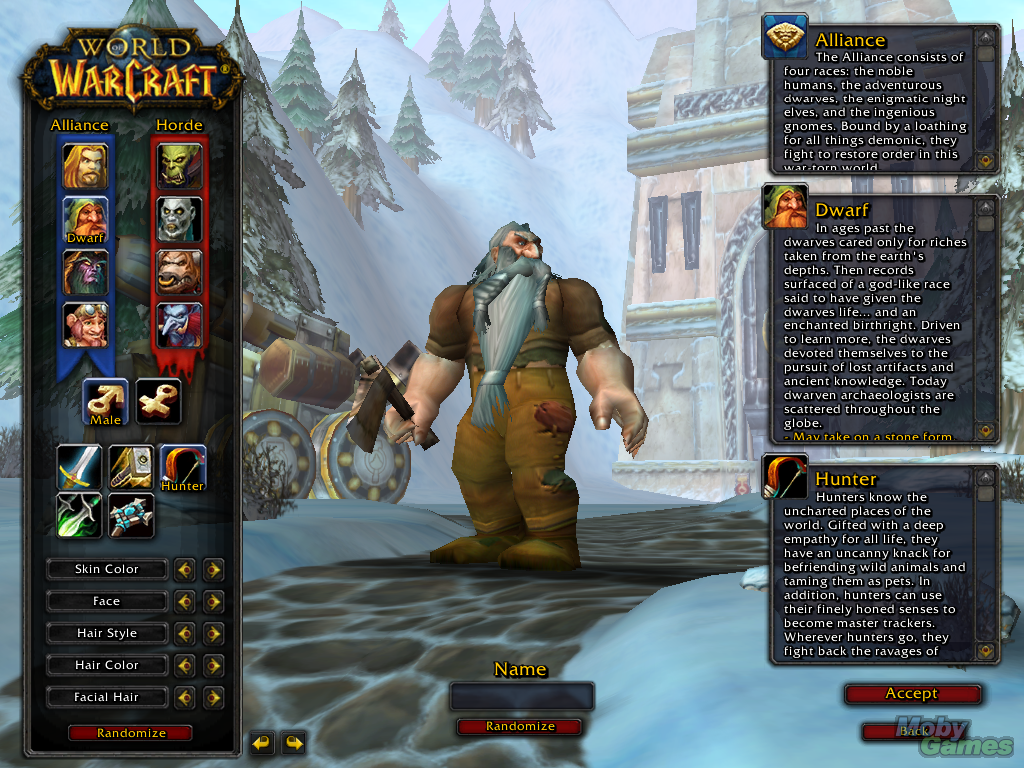 WORLD
OF
WARCRAFT®
Alliance
Horde
Dwarf
Male
Hunter
Skin Color
Face
Hair Style
Hair Color
Facial Hair
Randomize
Name
Randomize
Alliance
The Alliance consists of
four races: the noble
humans, the adventurous
dwarves, the enigmatic night
elves, and the ingenious
gnomes. Bound by a loathing
for all things demonic, they
fight to restore order in this
war-torn world.
Dwarf
In ages past the
dwarves cared only for riches
taken from the earth's
depths. Then records
surfaced of a god-like race
said to have given the
dwarves life... and an
enchanted birthright. Driven
to learn more, the dwarves
devoted themselves to the
pursuit of lost artifacts and
ancient knowledge. Today
dwarven archaeologists are
scattered throughout the
globe.
- May take on a stone form.
Hunter
Hunters know the
uncharted places of the
world. Gifted with a deep
empathy for all life, they
have an uncanny knack for
befriending wild animals and
taming them as pets. In
addition, hunters can use
their finely honed senses to
become master trackers.
Wherever hunters go, they
fight back the ravages of
Accept
Back
Moby
Games